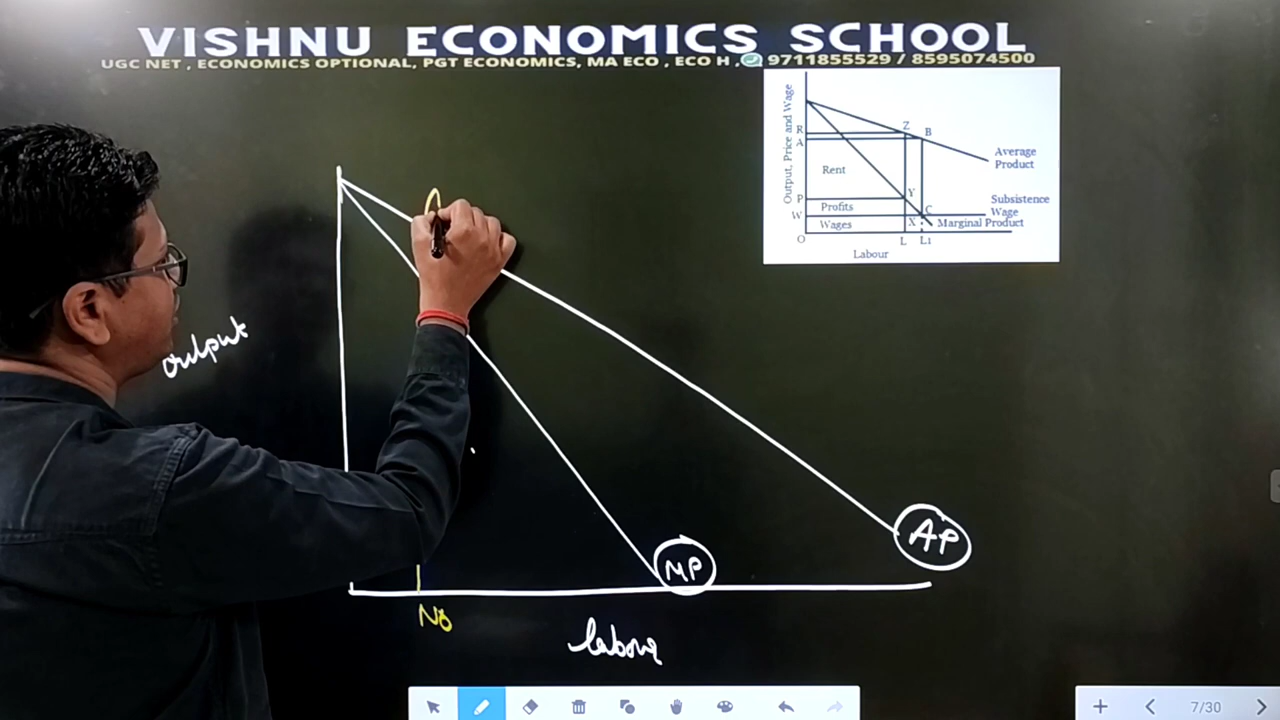 VISHNU ECONOMICS SCHOOL
UGC NET , ECONOMICS OPTIONAL, PGT ECONOMICS, MA ECO , ECO H , 9711855529 / 8595074500
Output, Price and Wage
R
A
P
W
O
Z
B
Y
C
X
Rent
Profits
Wages
Average
Product
Subsistence
Wage
Marginal Product
L
L1
Labour
output
AP
MP
No
labour
7/30